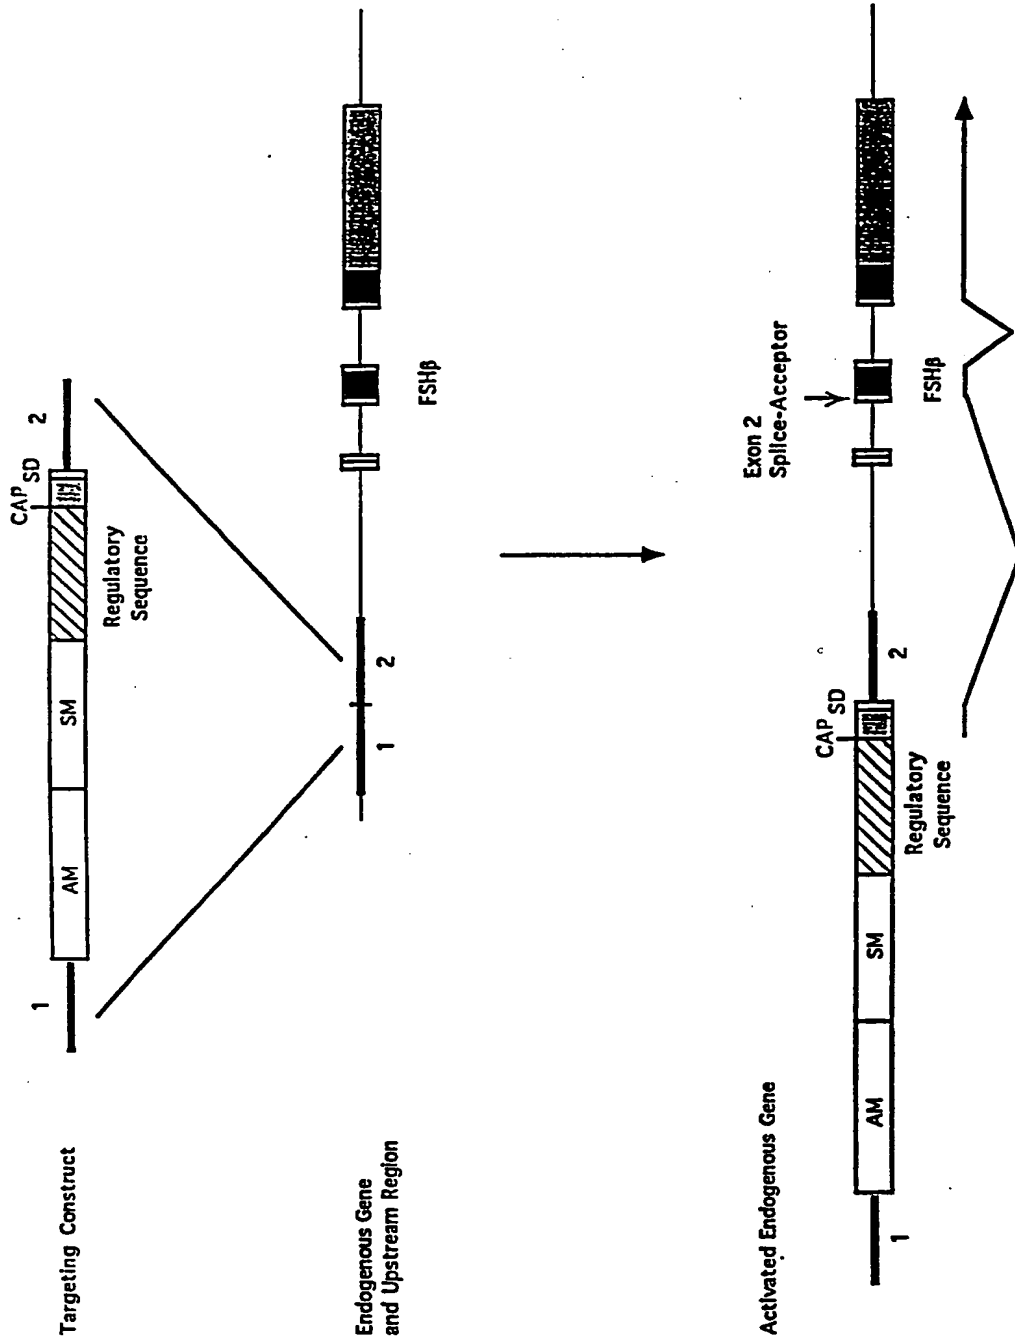 Targeting Construct
1
AM
SM
Regulatory
Sequence
CAP
SD
2
Endogenous Gene
and Upstream Region
1
2
FSHβ
Activated Endogenous Gene
1
AM
SM
Regulatory
Sequence
CAP
SD
2
Exon 2
Splice-Acceptor
FSHβ